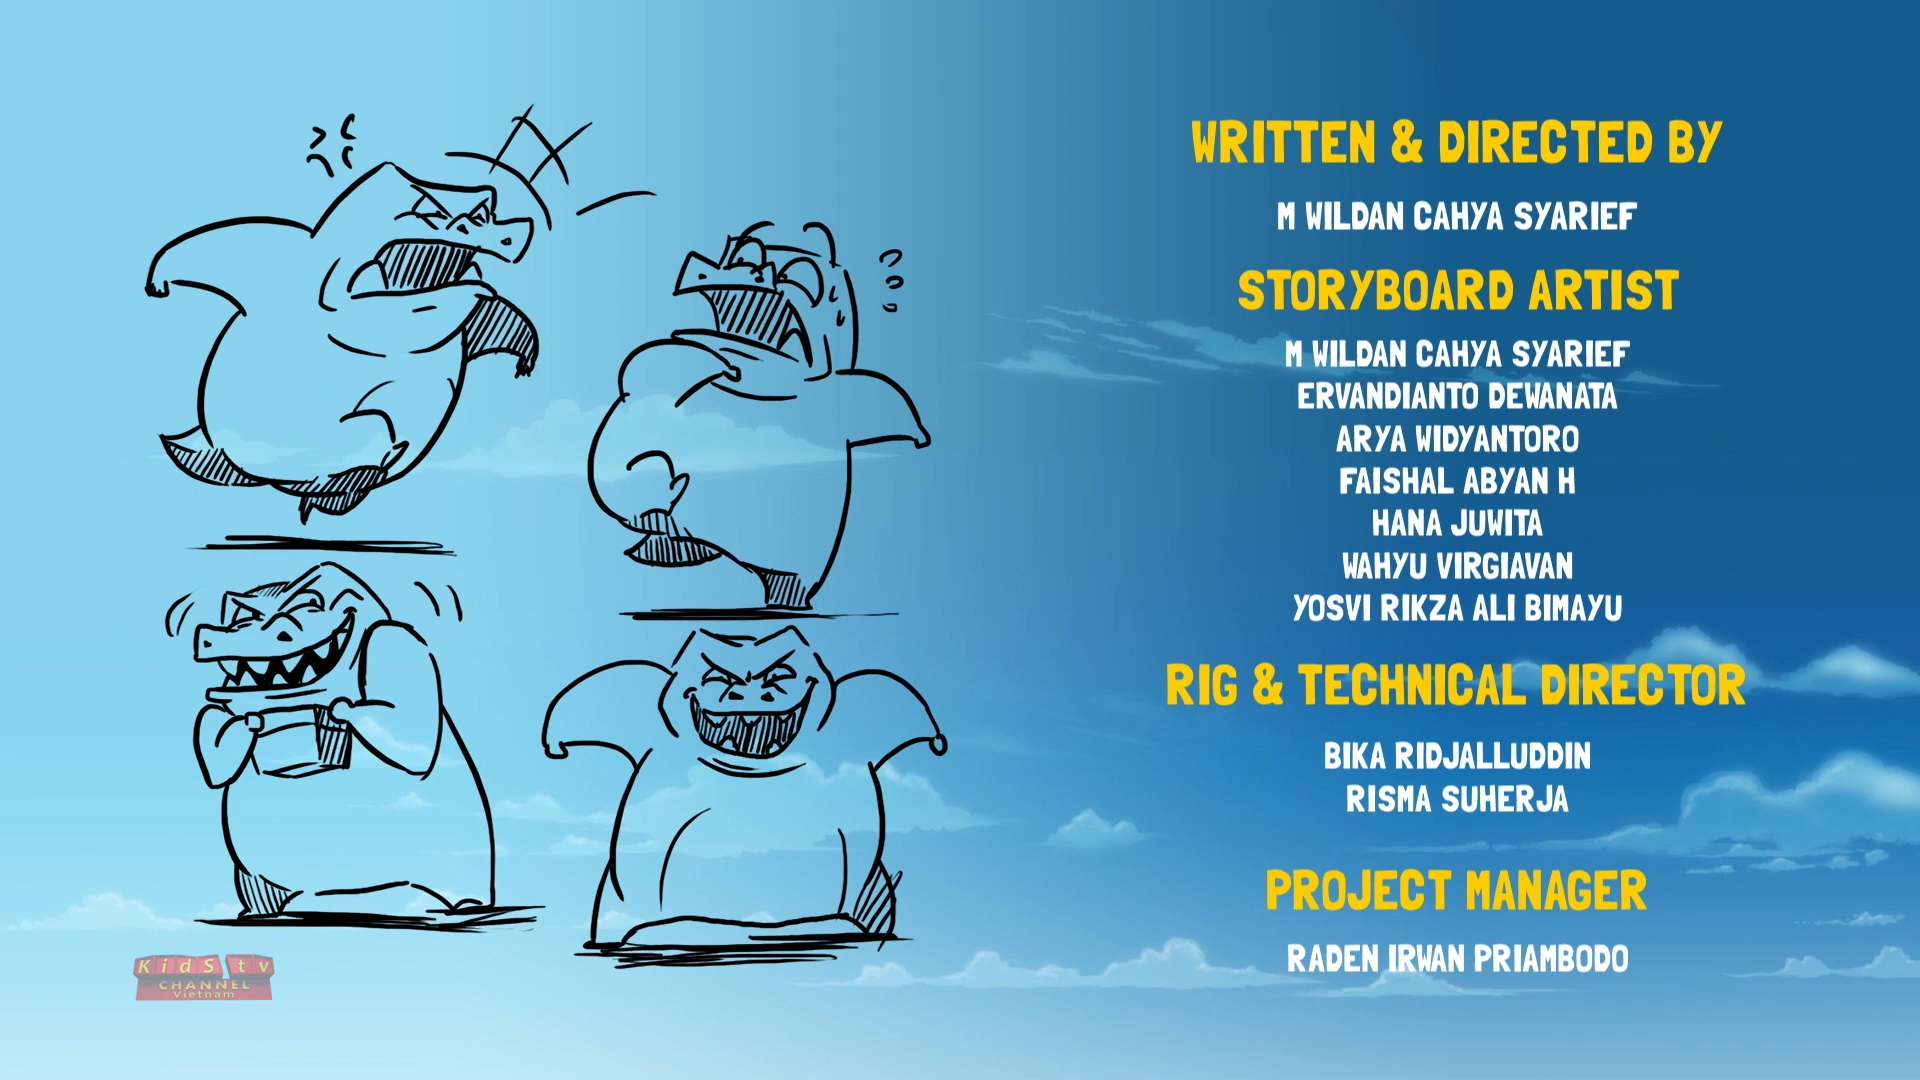 WRITTEN & DIRECTED BY
M WILDAN CAHYA SYARIEF
STORYBOARD ARTIST
M WILDAN CAHYA SYARIEF
ERVANDIANTO DEWANATA
ARYA WIDYANTORO
FAISHAL ABYAN H
HANA JUWITA
WAHYU VIRGIAVAN
YOSVI RIKZA ALI BIMAYU
RIG & TECHNICAL DIRECTOR
BIKA RIDJALLUDDIN
RISMA SUHERJA
PROJECT MANAGER
RADEN IRWAN PRIAMBODO
KidS tv
CHANNEL
Vietnam